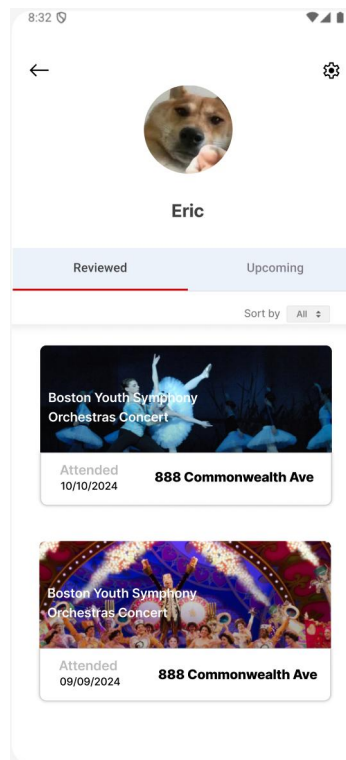 8:32
Eric
Reviewed Upcoming
Sort by All
Boston Youth Symphony
Orchestras Concert
Attended
10/10/2024
888 Commonwealth Ave
Boston Youth Symphony
Orchestras Concert
Attended
09/09/2024
888 Commonwealth Ave